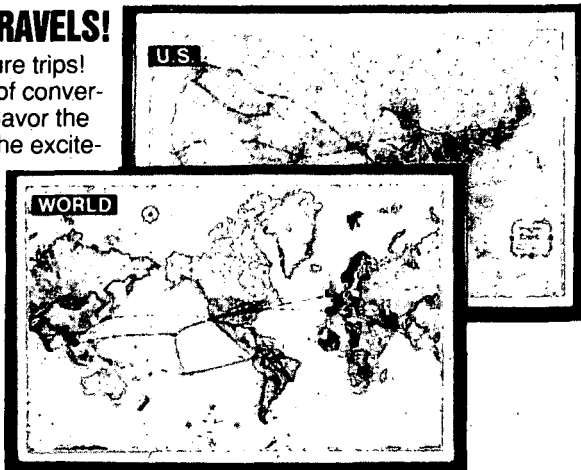 RAVELS!
ure trips!
of conver-
avor the
he excite-
U.S.
WORLD